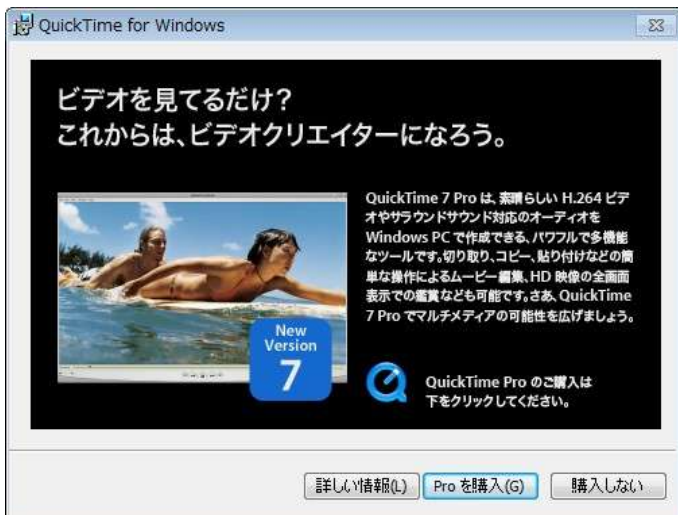 QuickTime for Windows
ビデオを見てるだけ？
これからは、ビデオクリエイターになろう。
QuickTime 7 Pro は、素晴らしい H.264 ビデ
オやサラウンドサウンド対応のオーディオを
Windows PC で作成できる、パワフルで多機能
なツールです。切り取り、コピー、貼り付けなどの簡
単な操作によるムービー編集、HD 映像の全画面
表示での鑑賞なども可能です。さあ、QuickTime
7 Pro でマルチメディアの可能性を広げましょう。
New
Version
7
QuickTime Pro のご購入は
下をクリックしてください。
詳しい情報(L)
Pro を購入(G)
購入しない